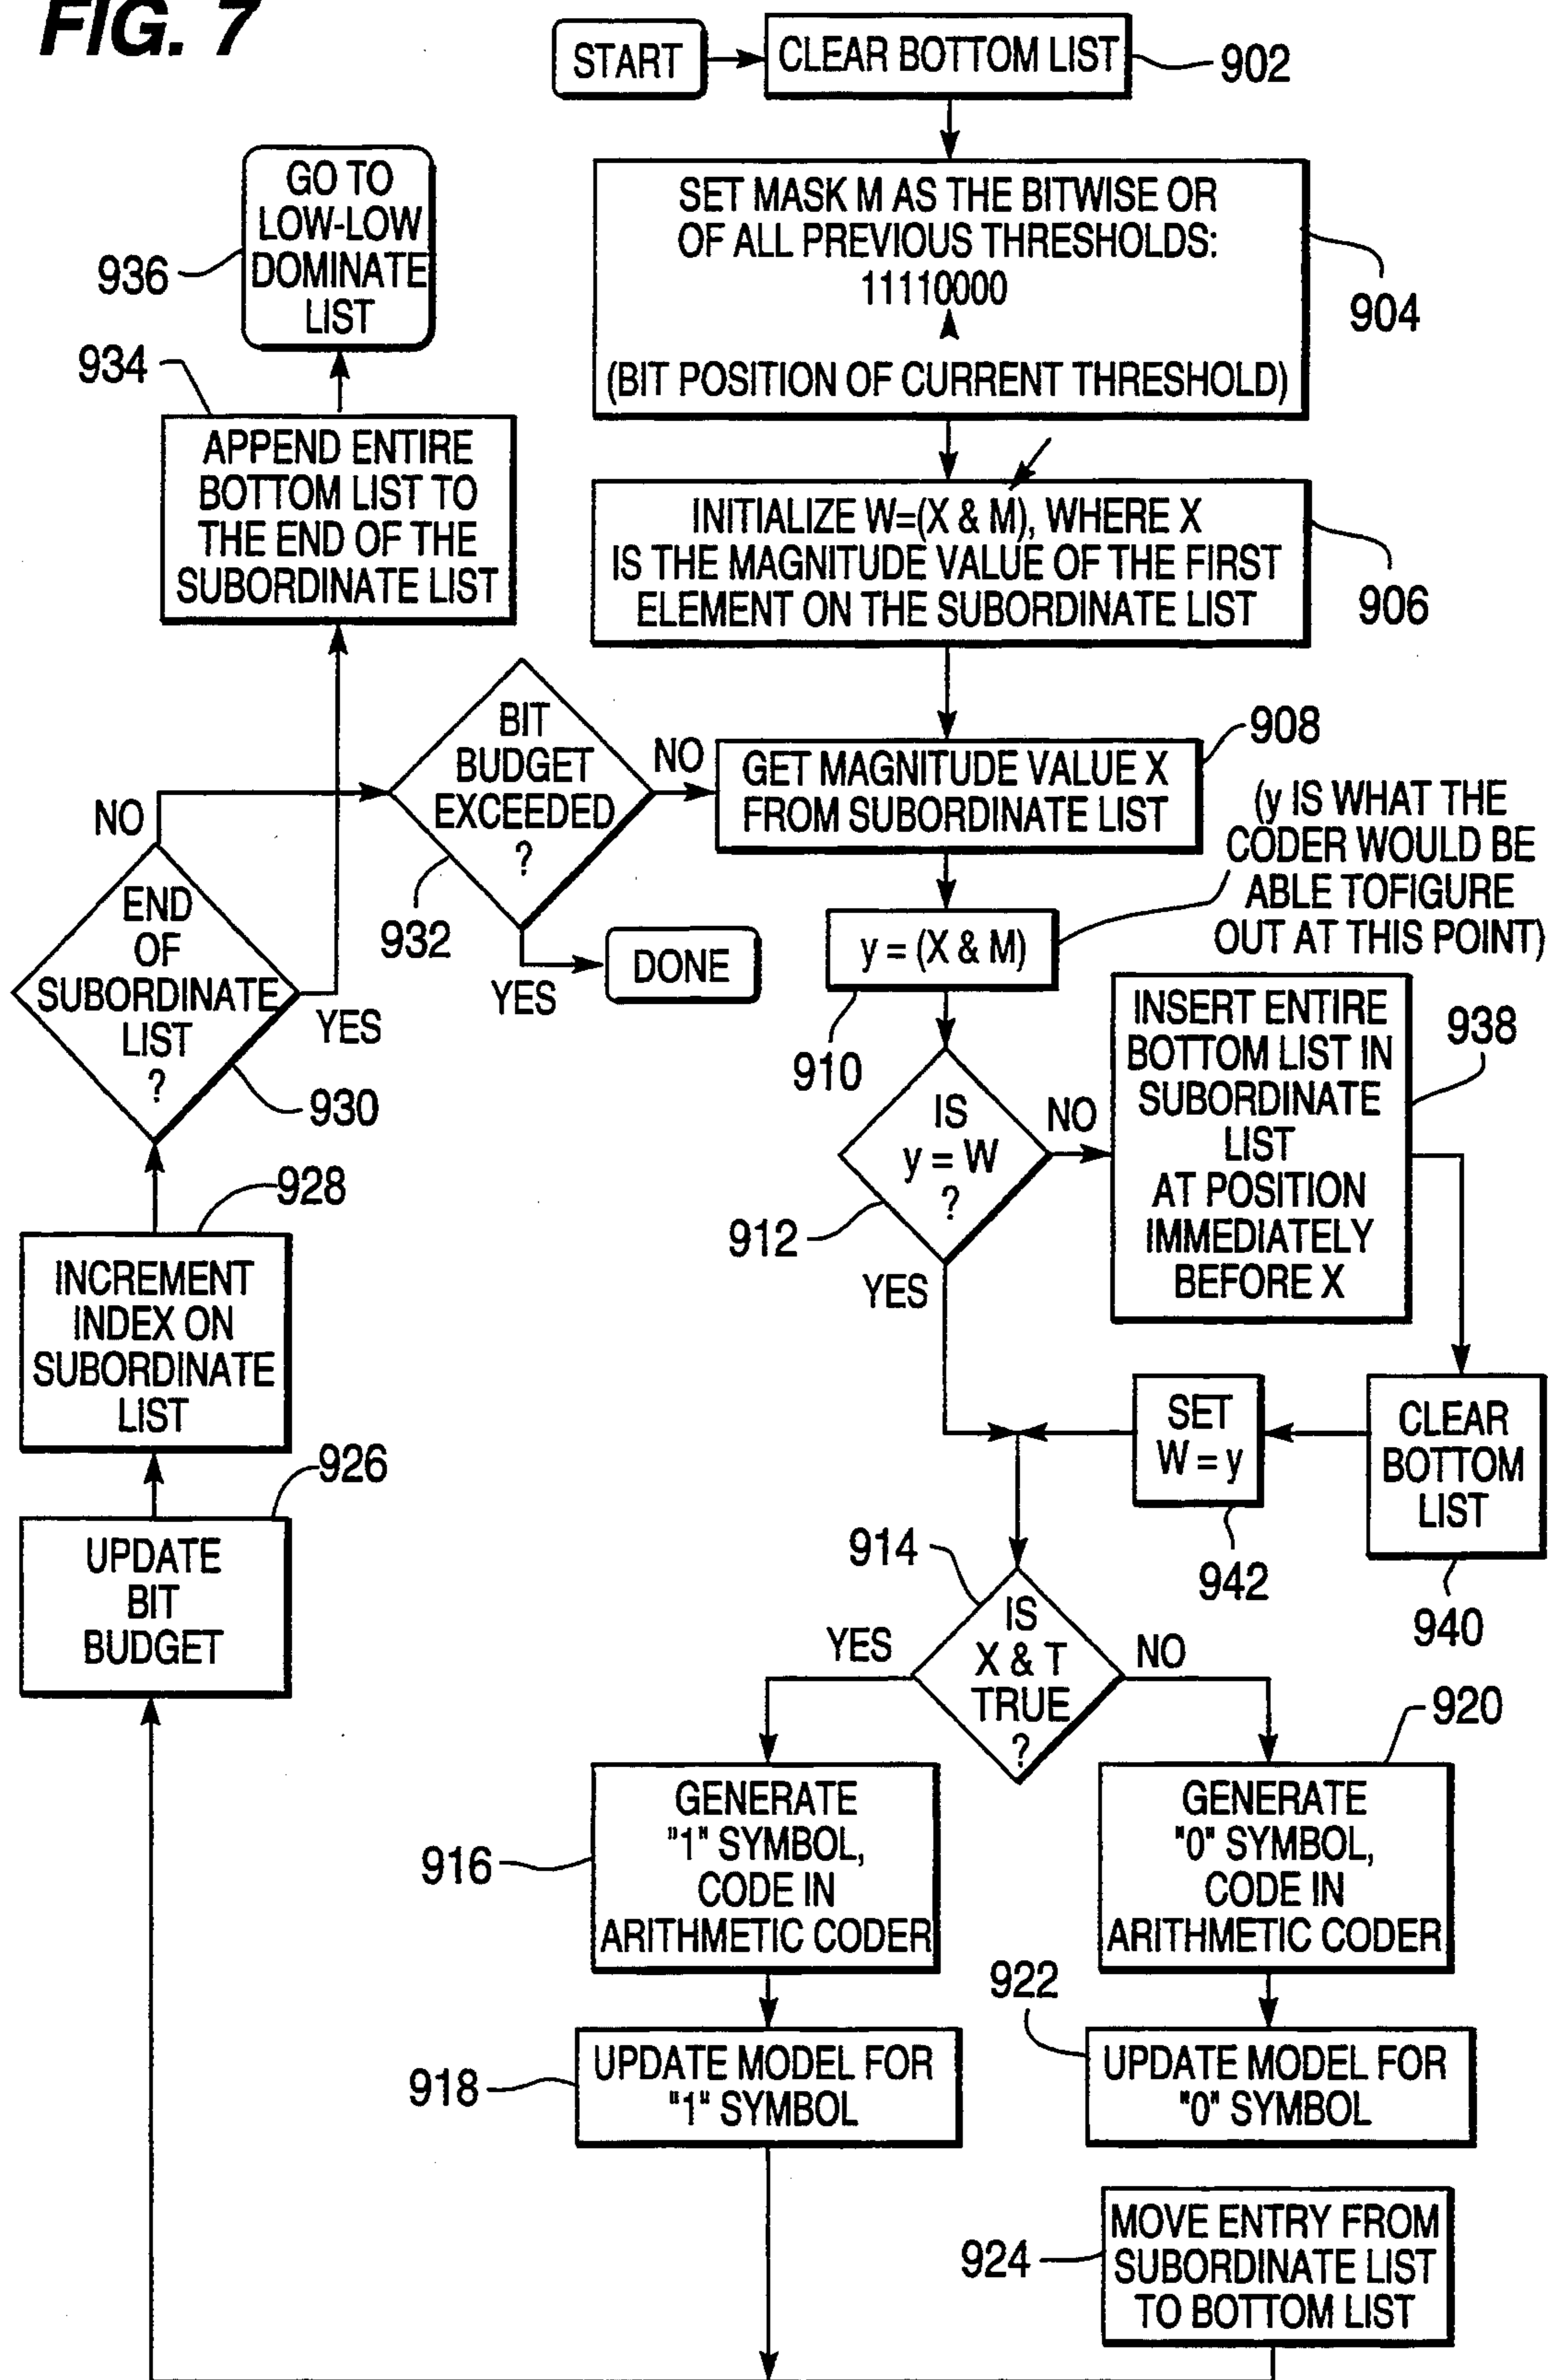 FIG. 7
START
CLEAR BOTTOM LIST
902
SET MASK M AS THE BITWISE OR
OF ALL PREVIOUS THRESHOLDS:
11110000
(BIT POSITION OF CURRENT THRESHOLD)
904
INITIALIZE W=(X & M), WHERE X
IS THE MAGNITUDE VALUE OF THE FIRST
ELEMENT ON THE SUBORDINATE LIST
906
GET MAGNITUDE VALUE X
FROM SUBORDINATE LIST
908
y = (X & M)
910
(y IS WHAT THE
CODER WOULD BE
ABLE TOFIGURE
OUT AT THIS POINT)
IS
y = W
?
912
NO
YES
INSERT ENTIRE
BOTTOM LIST IN
SUBORDINATE
LIST
AT POSITION
IMMEDIATELY
BEFORE X
938
CLEAR
BOTTOM
LIST
940
SET
W = y
942
914
IS
X & T
TRUE
?
YES
NO
GENERATE
"1" SYMBOL,
CODE IN
ARITHMETIC CODER
916
UPDATE MODEL FOR
"1" SYMBOL
918
GENERATE
"0" SYMBOL,
CODE IN
ARITHMETIC CODER
920
UPDATE MODEL FOR
"0" SYMBOL
922
MOVE ENTRY FROM
SUBORDINATE LIST
TO BOTTOM LIST
924
UPDATE
BIT
BUDGET
926
INCREMENT
INDEX ON
SUBORDINATE
LIST
928
END
OF
SUBORDINATE
LIST
?
930
NO
YES
BIT
BUDGET
EXCEEDED
?
932
NO
YES
DONE
APPEND ENTIRE
BOTTOM LIST TO
THE END OF THE
SUBORDINATE LIST
934
GO TO
LOW-LOW
DOMINATE
LIST
936